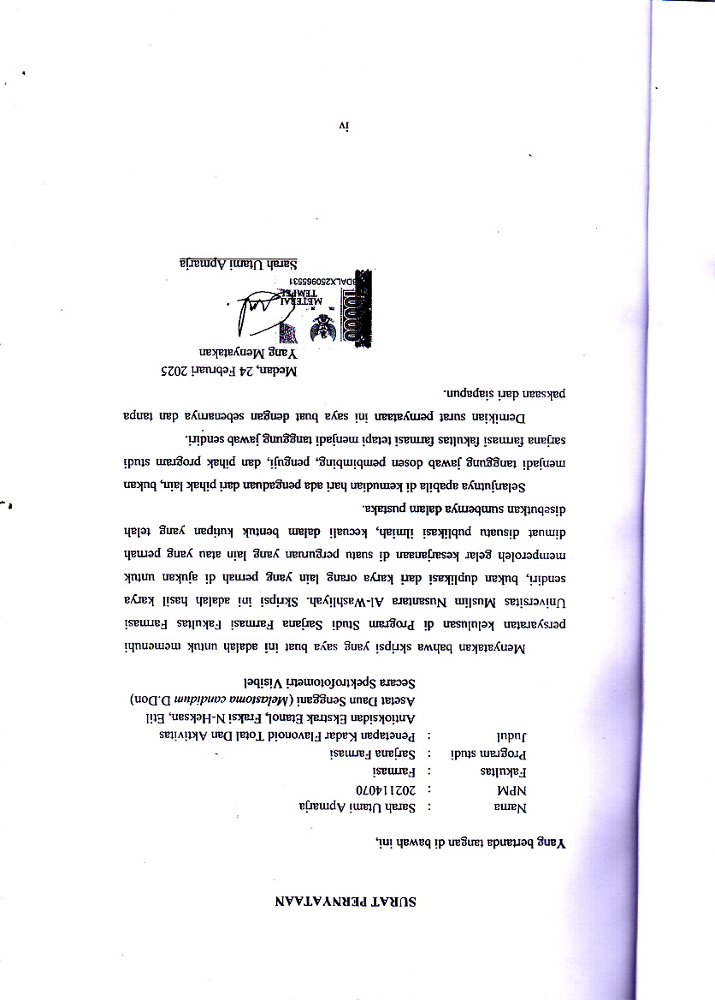 SURAT PERNYATAAN
Yang bertanda tangan di bawah ini,
Nama : Sarah Utami Apmarja
NPM : 202114070
Fakultas : Farmasi
Program studi : Sarjana Farmasi
Judul : Penetapan Kadar Flavonoid Total Dan Aktivitas
Antioksidan Ekstrak Etanol, Fraksi N-Heksan, Etil
Asetat Daun Senggani (Melastoma candidum D.Don)
Secara Spektrofotometri Visibel
Menyatakan bahwa skripsi yang saya buat ini adalah untuk memenuhi
persyaratan kelulusan di Program Studi Sarjana Farmasi Fakultas Farmasi
Universitas Muslim Nusantara Al-Washliyah. Skripsi ini adalah hasil karya
sendiri, bukan duplikasi dari karya orang lain yang pernah di ajukan untuk
memperoleh gelar kesarjanaan di suatu perguruan yang lain atau yang pernah
dimuat disuatu publikasi ilmiah, kecuali dalam bentuk kutipan yang telah
disebutkan sumbernya dalam pustaka.
Selanjutnya apabila di kemudian hari ada pengaduan dari pihak lain, bukan
menjadi tanggung jawab dosen pembimbing, penguji, dan pihak program studi
sarjana farmasi fakultas farmasi tetapi menjadi tanggung jawab sendiri.
Demikian surat pernyataan ini saya buat dengan sebenarnya dan tanpa
paksaan dari siapapun.
Medan, 24 Februari 2025
Yang Menyatakan
10000
METERAI
TEMPEL
DALX250965531
Sarah Utami Apmarja
iv